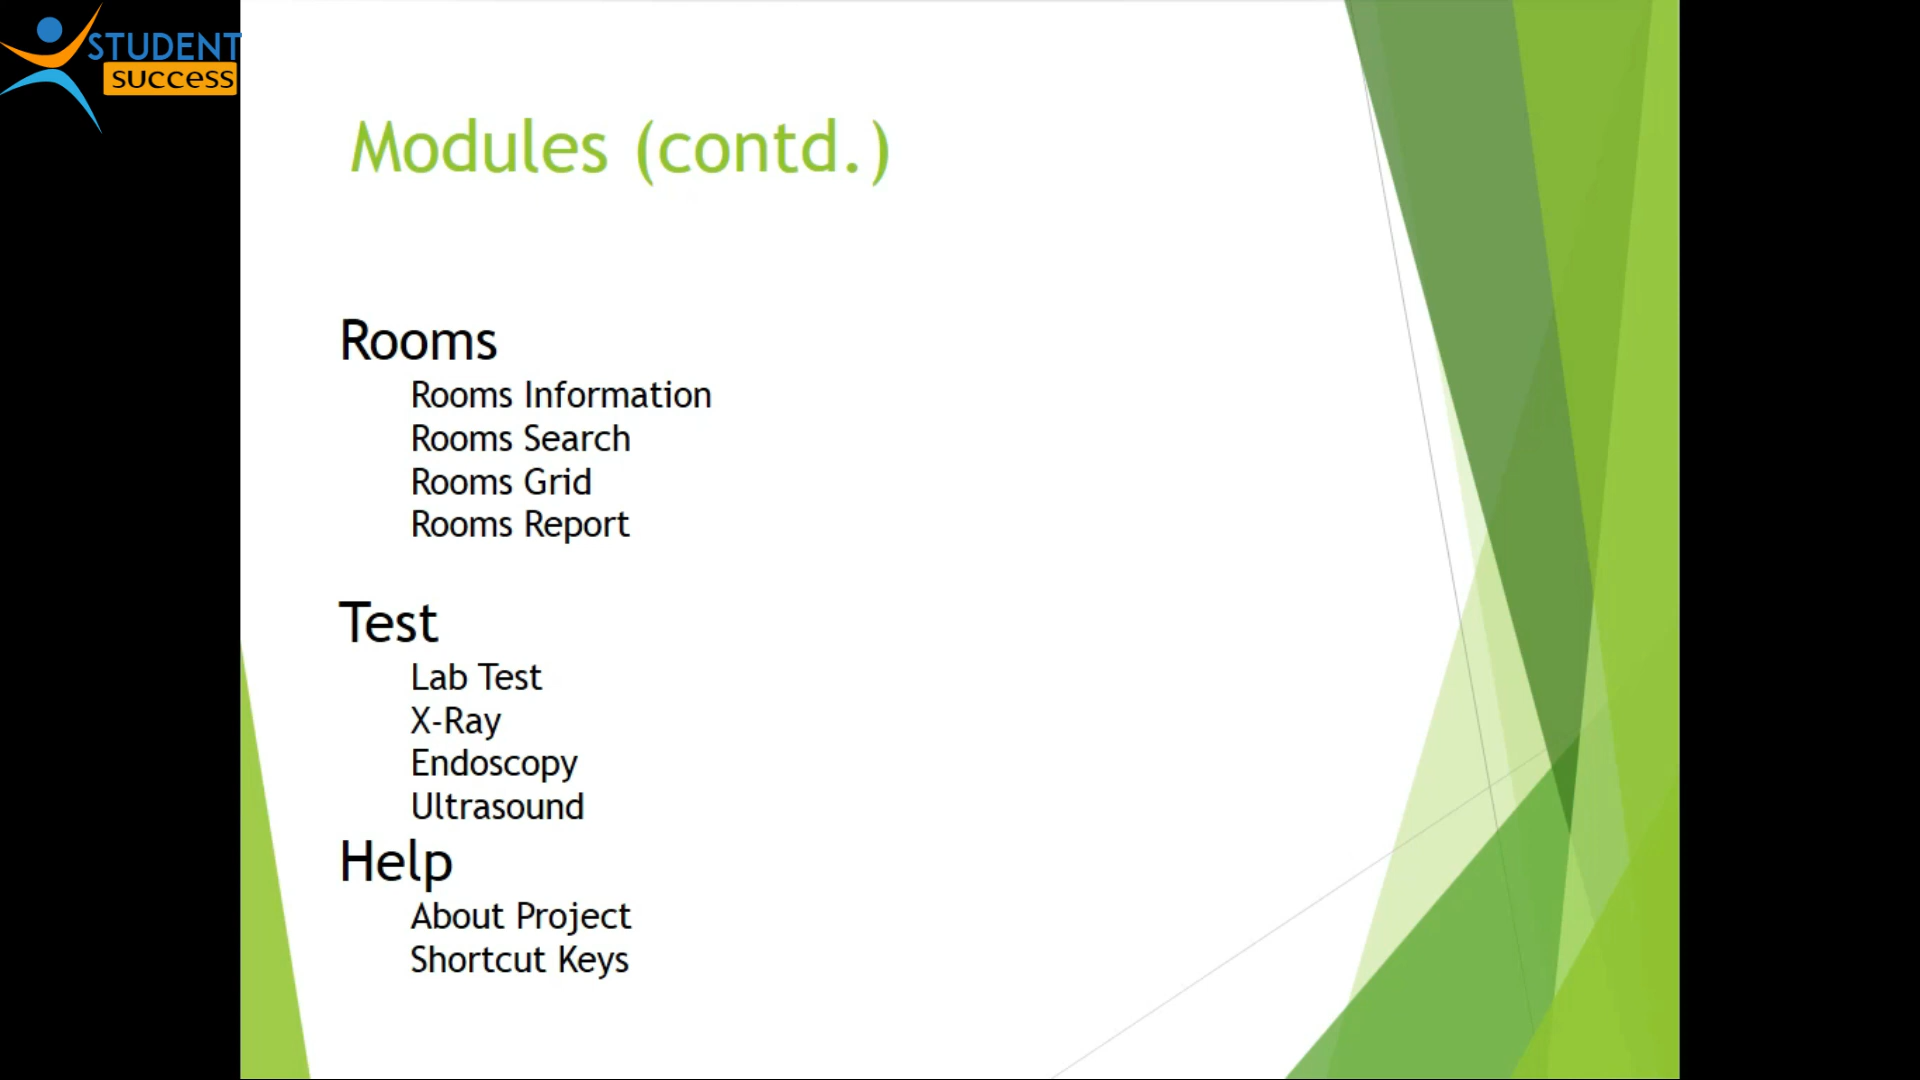 STUDENT
success
Modules (contd.)
Rooms
Rooms Information
Rooms Search
Rooms Grid
Rooms Report
Test
Lab Test
X-Ray
Endoscopy
Ultrasound
Help
About Project
Shortcut Keys